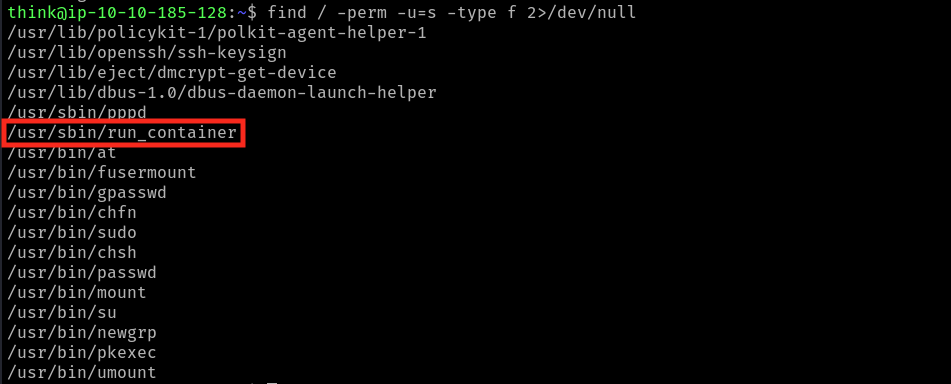 think@ip-10-10-185-128:~$ find / -perm -u=s -type f 2>/dev/null
/usr/lib/policykit-1/polkit-agent-helper-1
/usr/lib/openssh/ssh-keysign
/usr/lib/eject/dmcrypt-get-device
/usr/lib/dbus-1.0/dbus-daemon-launch-helper
/usr/sbin/pppd
/usr/sbin/run_container
/usr/bin/at
/usr/bin/fusermount
/usr/bin/gpasswd
/usr/bin/chfn
/usr/bin/sudo
/usr/bin/chsh
/usr/bin/passwd
/usr/bin/mount
/usr/bin/su
/usr/bin/newgrp
/usr/bin/pkexec
/usr/bin/umount